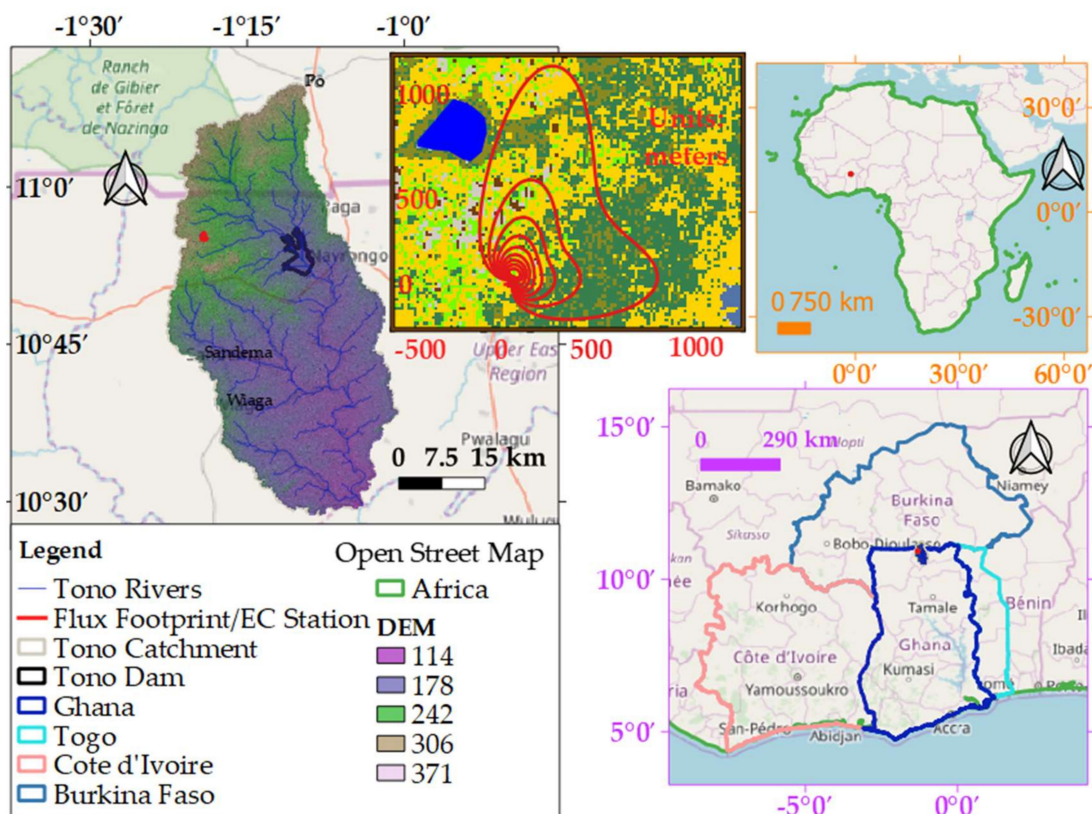 -1°30′ -1°15′ -1°0′
Ranch
de Gibier
et Fôret
de Nazinga
Pô
11°0′
Paga
Navrongo
10°45′
Sandema
Wiaga
Upper East
Region
Pwalagu
0 7.5 15 km
10°30′
1000
500
0
Units:
meters
-500 0 500 1000
30°0′
0°0′
-30°0′
0 750 km
0°0′ 30°0′ 60°0′
Legend
Tono Rivers
Flux Footprint/EC Station
Tono Catchment
Tono Dam
Ghana
Togo
Cote d'Ivoire
Burkina Faso
Open Street Map
Africa
DEM
114
178
242
306
371
15°0′
0 290 km
Mopti
Bamako
Niamey
Burkina
Faso
Sikasso
Bobo Dioulasso
10°0′
Korhogo
Tamale
Bénin
Côte d'Ivoire
Ghana
Kumasi
Yamoussoukro
San-Pédro
Abidjan
Accra
5°0′
-5°0′ 0°0′